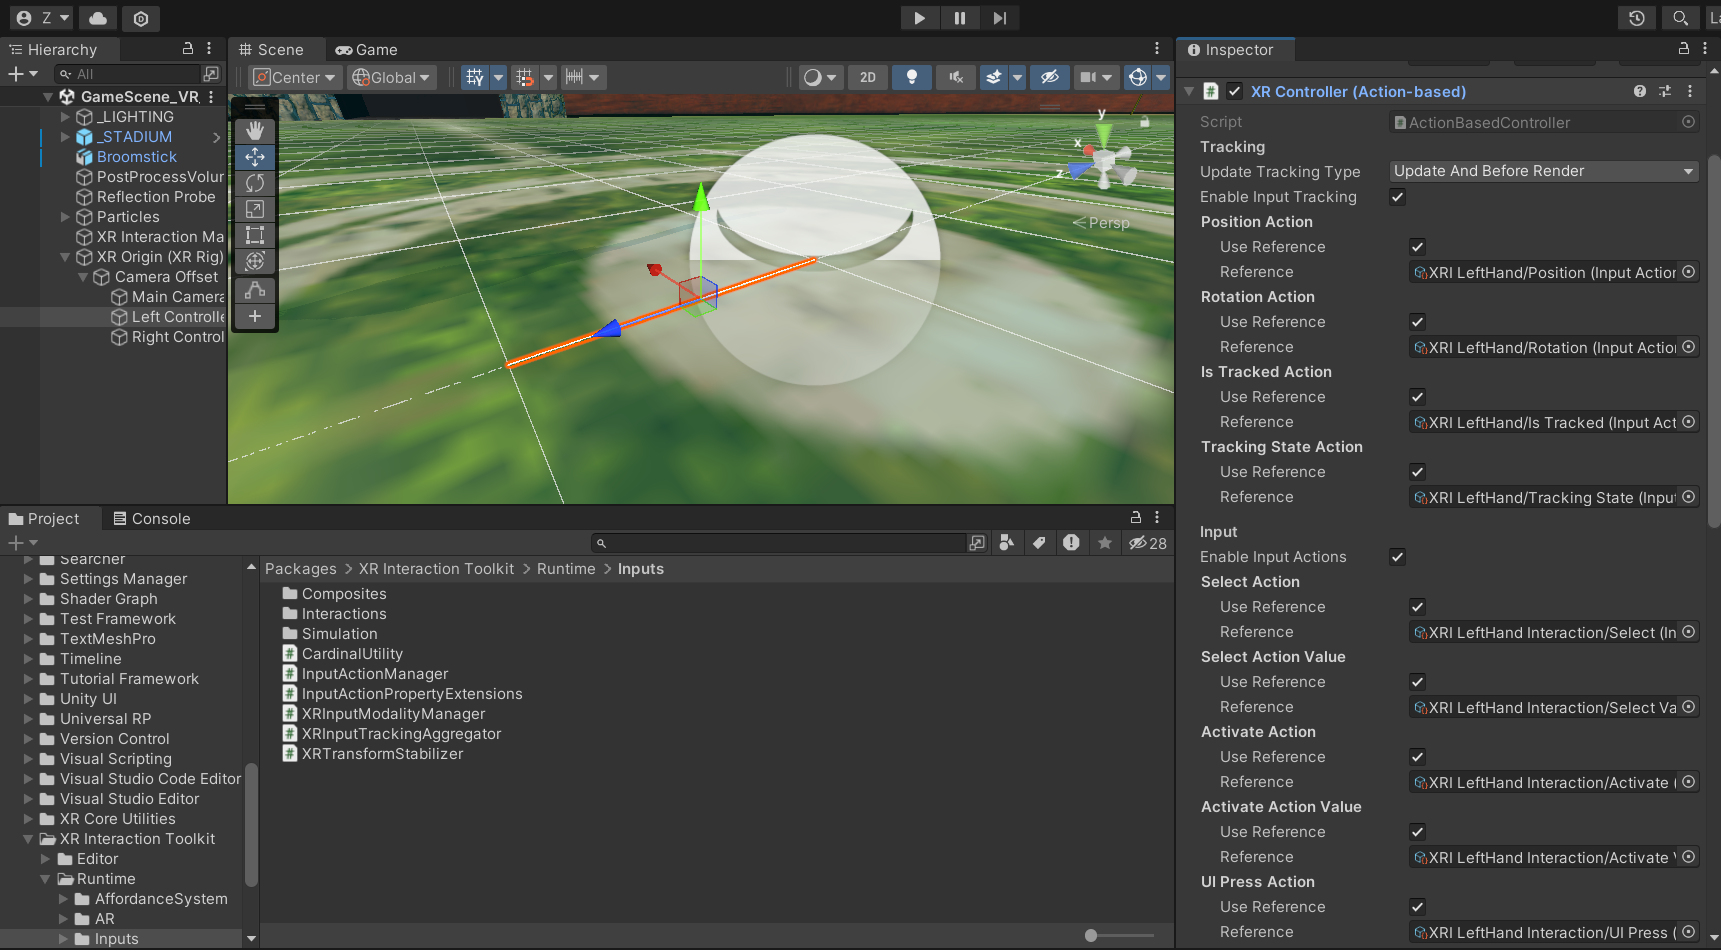 Z
La
Hierarchy
Scene
Game
Inspector
All
Center
Global
2D
GameScene_VR
_LIGHTING
_STADIUM
Broomstick
PostProcessVolur
Reflection Probe
Particles
XR Interaction Ma
XR Origin (XR Rig)
Camera Offset
Main Camera
Left Controlle
Right Control
y
x
z
Persp
XR Controller (Action-based)
Script
ActionBasedController
Tracking
Update Tracking Type
Update And Before Render
Enable Input Tracking
Position Action
Use Reference
Reference
XRI LeftHand/Position (Input Action
Rotation Action
Use Reference
Reference
XRI LeftHand/Rotation (Input Action
Is Tracked Action
Use Reference
Reference
XRI LeftHand/Is Tracked (Input Act
Tracking State Action
Use Reference
Reference
XRI LeftHand/Tracking State (Input
Input
Enable Input Actions
Select Action
Use Reference
Reference
XRI LeftHand Interaction/Select (In
Select Action Value
Use Reference
Reference
XRI LeftHand Interaction/Select Va
Activate Action
Use Reference
Reference
XRI LeftHand Interaction/Activate (
Activate Action Value
Use Reference
Reference
XRI LeftHand Interaction/Activate V
UI Press Action
Use Reference
Reference
XRI LeftHand Interaction/UI Press (
Project
Console
28
Searcher
Settings Manager
Shader Graph
Test Framework
TextMeshPro
Timeline
Tutorial Framework
Unity UI
Universal RP
Version Control
Visual Scripting
Visual Studio Code Editor
Visual Studio Editor
XR Core Utilities
XR Interaction Toolkit
Editor
Runtime
AffordanceSystem
AR
Inputs
Packages > XR Interaction Toolkit > Runtime > Inputs
Composites
Interactions
Simulation
CardinalUtility
InputActionManager
InputActionPropertyExtensions
XRInputModalityManager
XRInputTrackingAggregator
XRTransformStabilizer